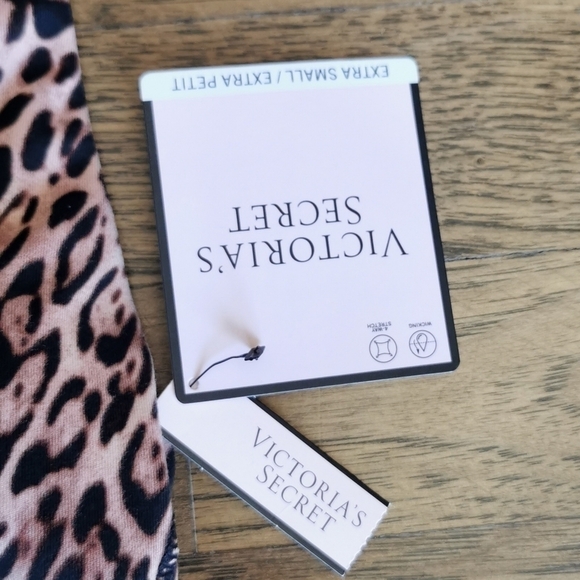 WICKING
4-WAY
STRETCH
VICTORIA'S
SECRET
EXTRA SMALL / EXTRA PETIT
VICTORIA'S
SECRET